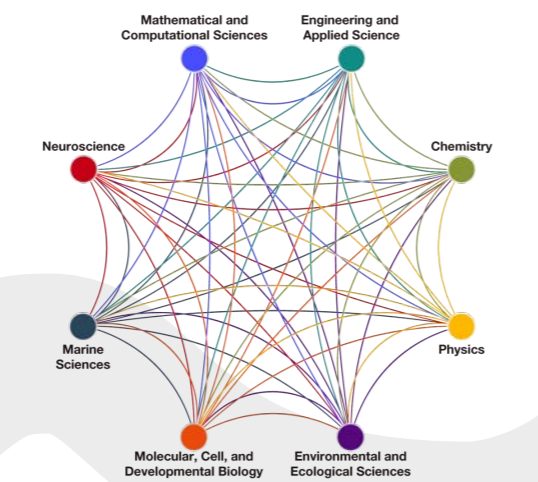 Mathematical and
Computational Sciences
Engineering and
Applied Science
Neuroscience
Chemistry
Marine
Sciences
Physics
Molecular, Cell, and
Developmental Biology
Environmental and
Ecological Sciences